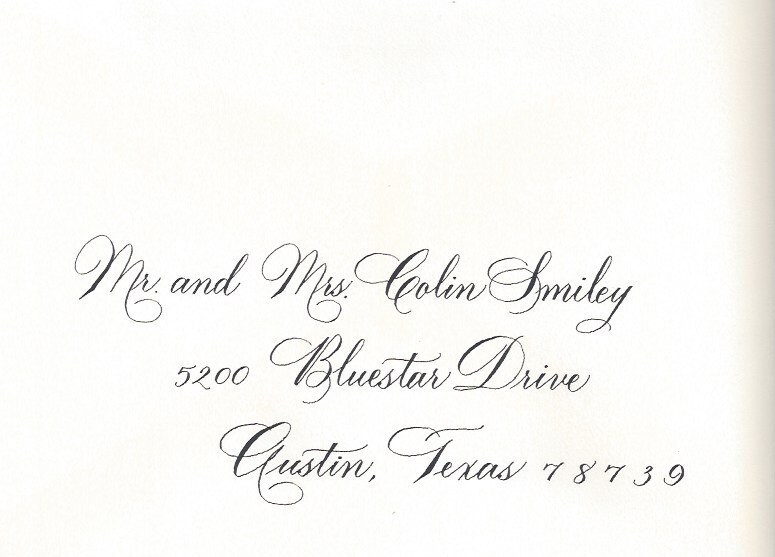 Mr. and Mrs. Colin Smiley
5200 Bluestar Drive
Austin, Texas 78739